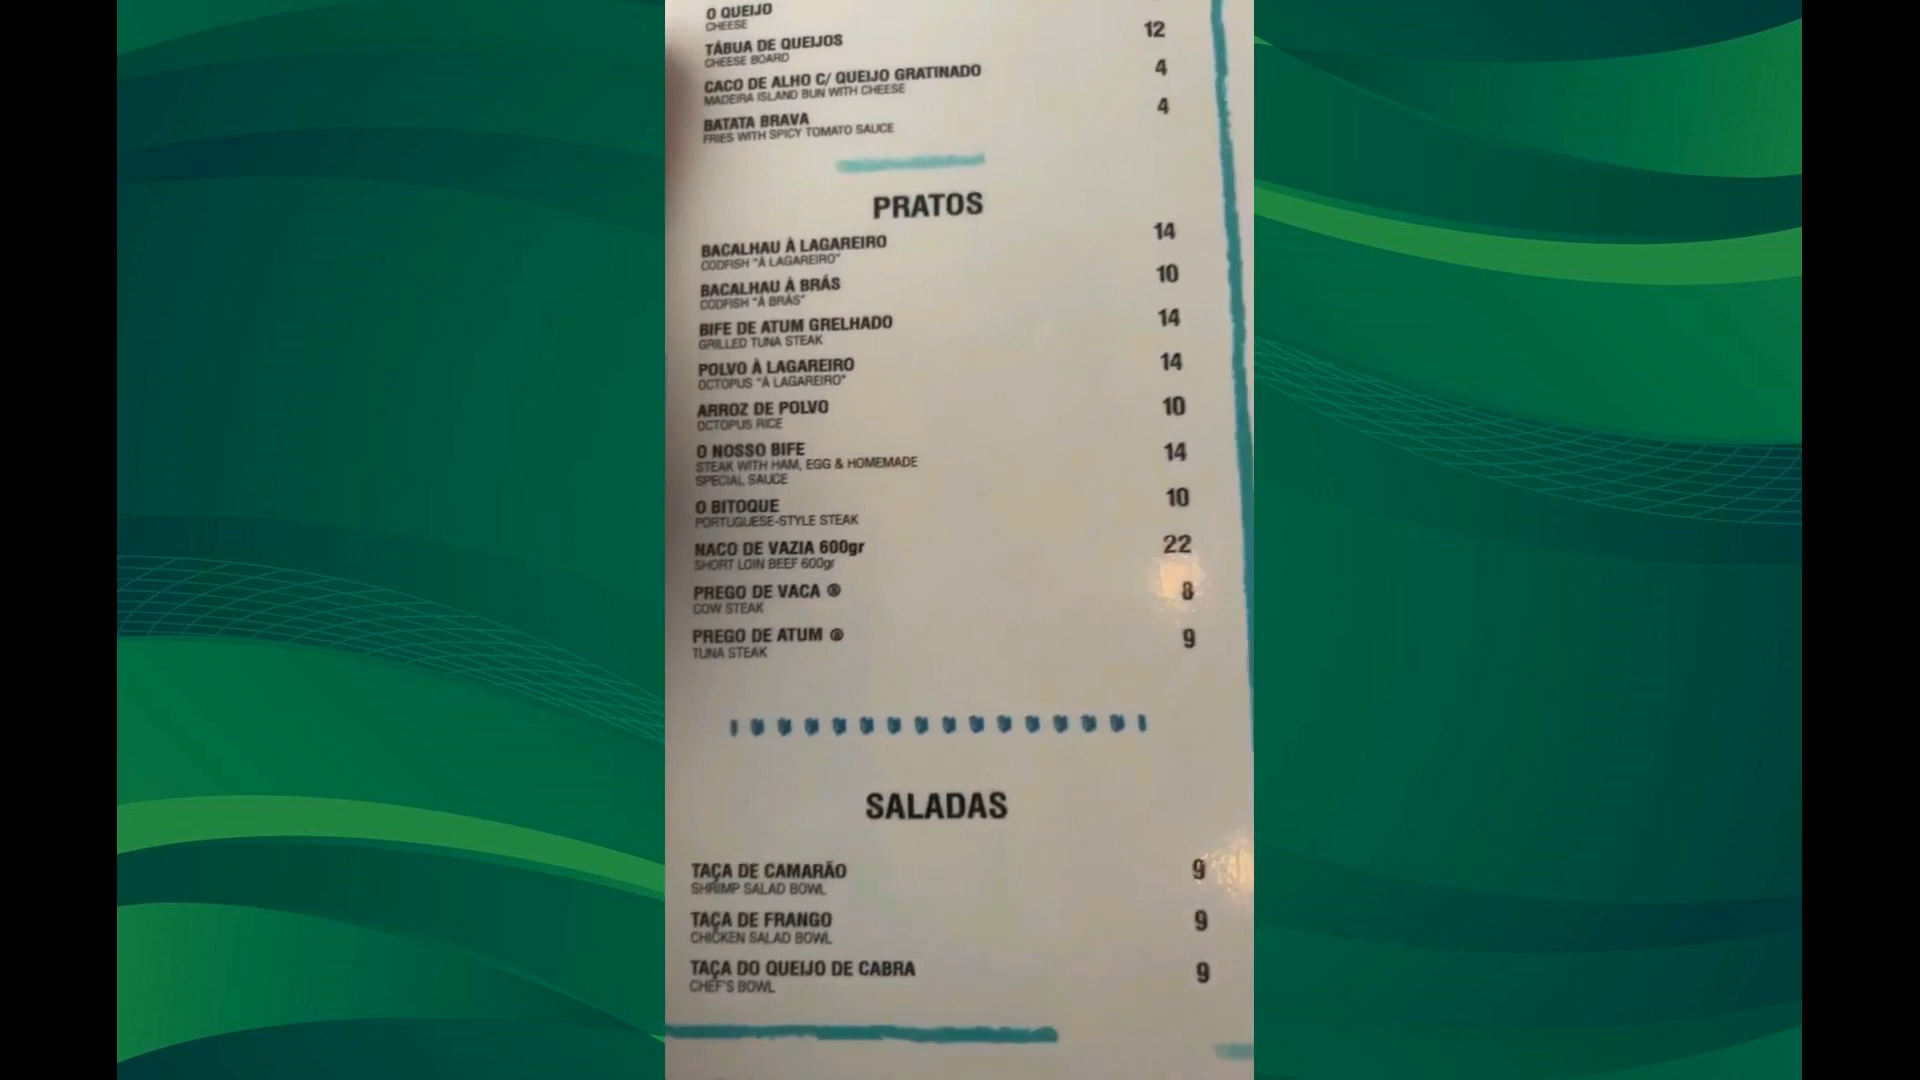 O QUEIJO
CHEESE
TÁBUA DE QUEIJOS 12
CHEESE BOARD
CACO DE ALHO C/ QUEIJO GRATINADO 4
MADEIRA ISLAND BUN WITH CHEESE
BATATA BRAVA 4
FRIES WITH SPICY TOMATO SAUCE
PRATOS
BACALHAU À LAGAREIRO 14
CODFISH "À LAGAREIRO"
BACALHAU À BRÁS 10
CODFISH "À BRÁS"
BIFE DE ATUM GRELHADO 14
GRILLED TUNA STEAK
POLVO À LAGAREIRO 14
OCTOPUS "À LAGAREIRO"
ARROZ DE POLVO 10
OCTOPUS RICE
O NOSSO BIFE 14
STEAK WITH HAM, EGG & HOMEMADE
SPECIAL SAUCE
O BITOQUE 10
PORTUGUESE-STYLE STEAK
NACO DE VAZIA 600gr 22
SHORT LOIN BEEF 600gr
PREGO DE VACA 8
COW STEAK
PREGO DE ATUM 9
TUNA STEAK
SALADAS
TAÇA DE CAMARÃO 9
SHRIMP SALAD BOWL
TAÇA DE FRANGO 9
CHICKEN SALAD BOWL
TAÇA DO QUEIJO DE CABRA 9
CHEF'S BOWL